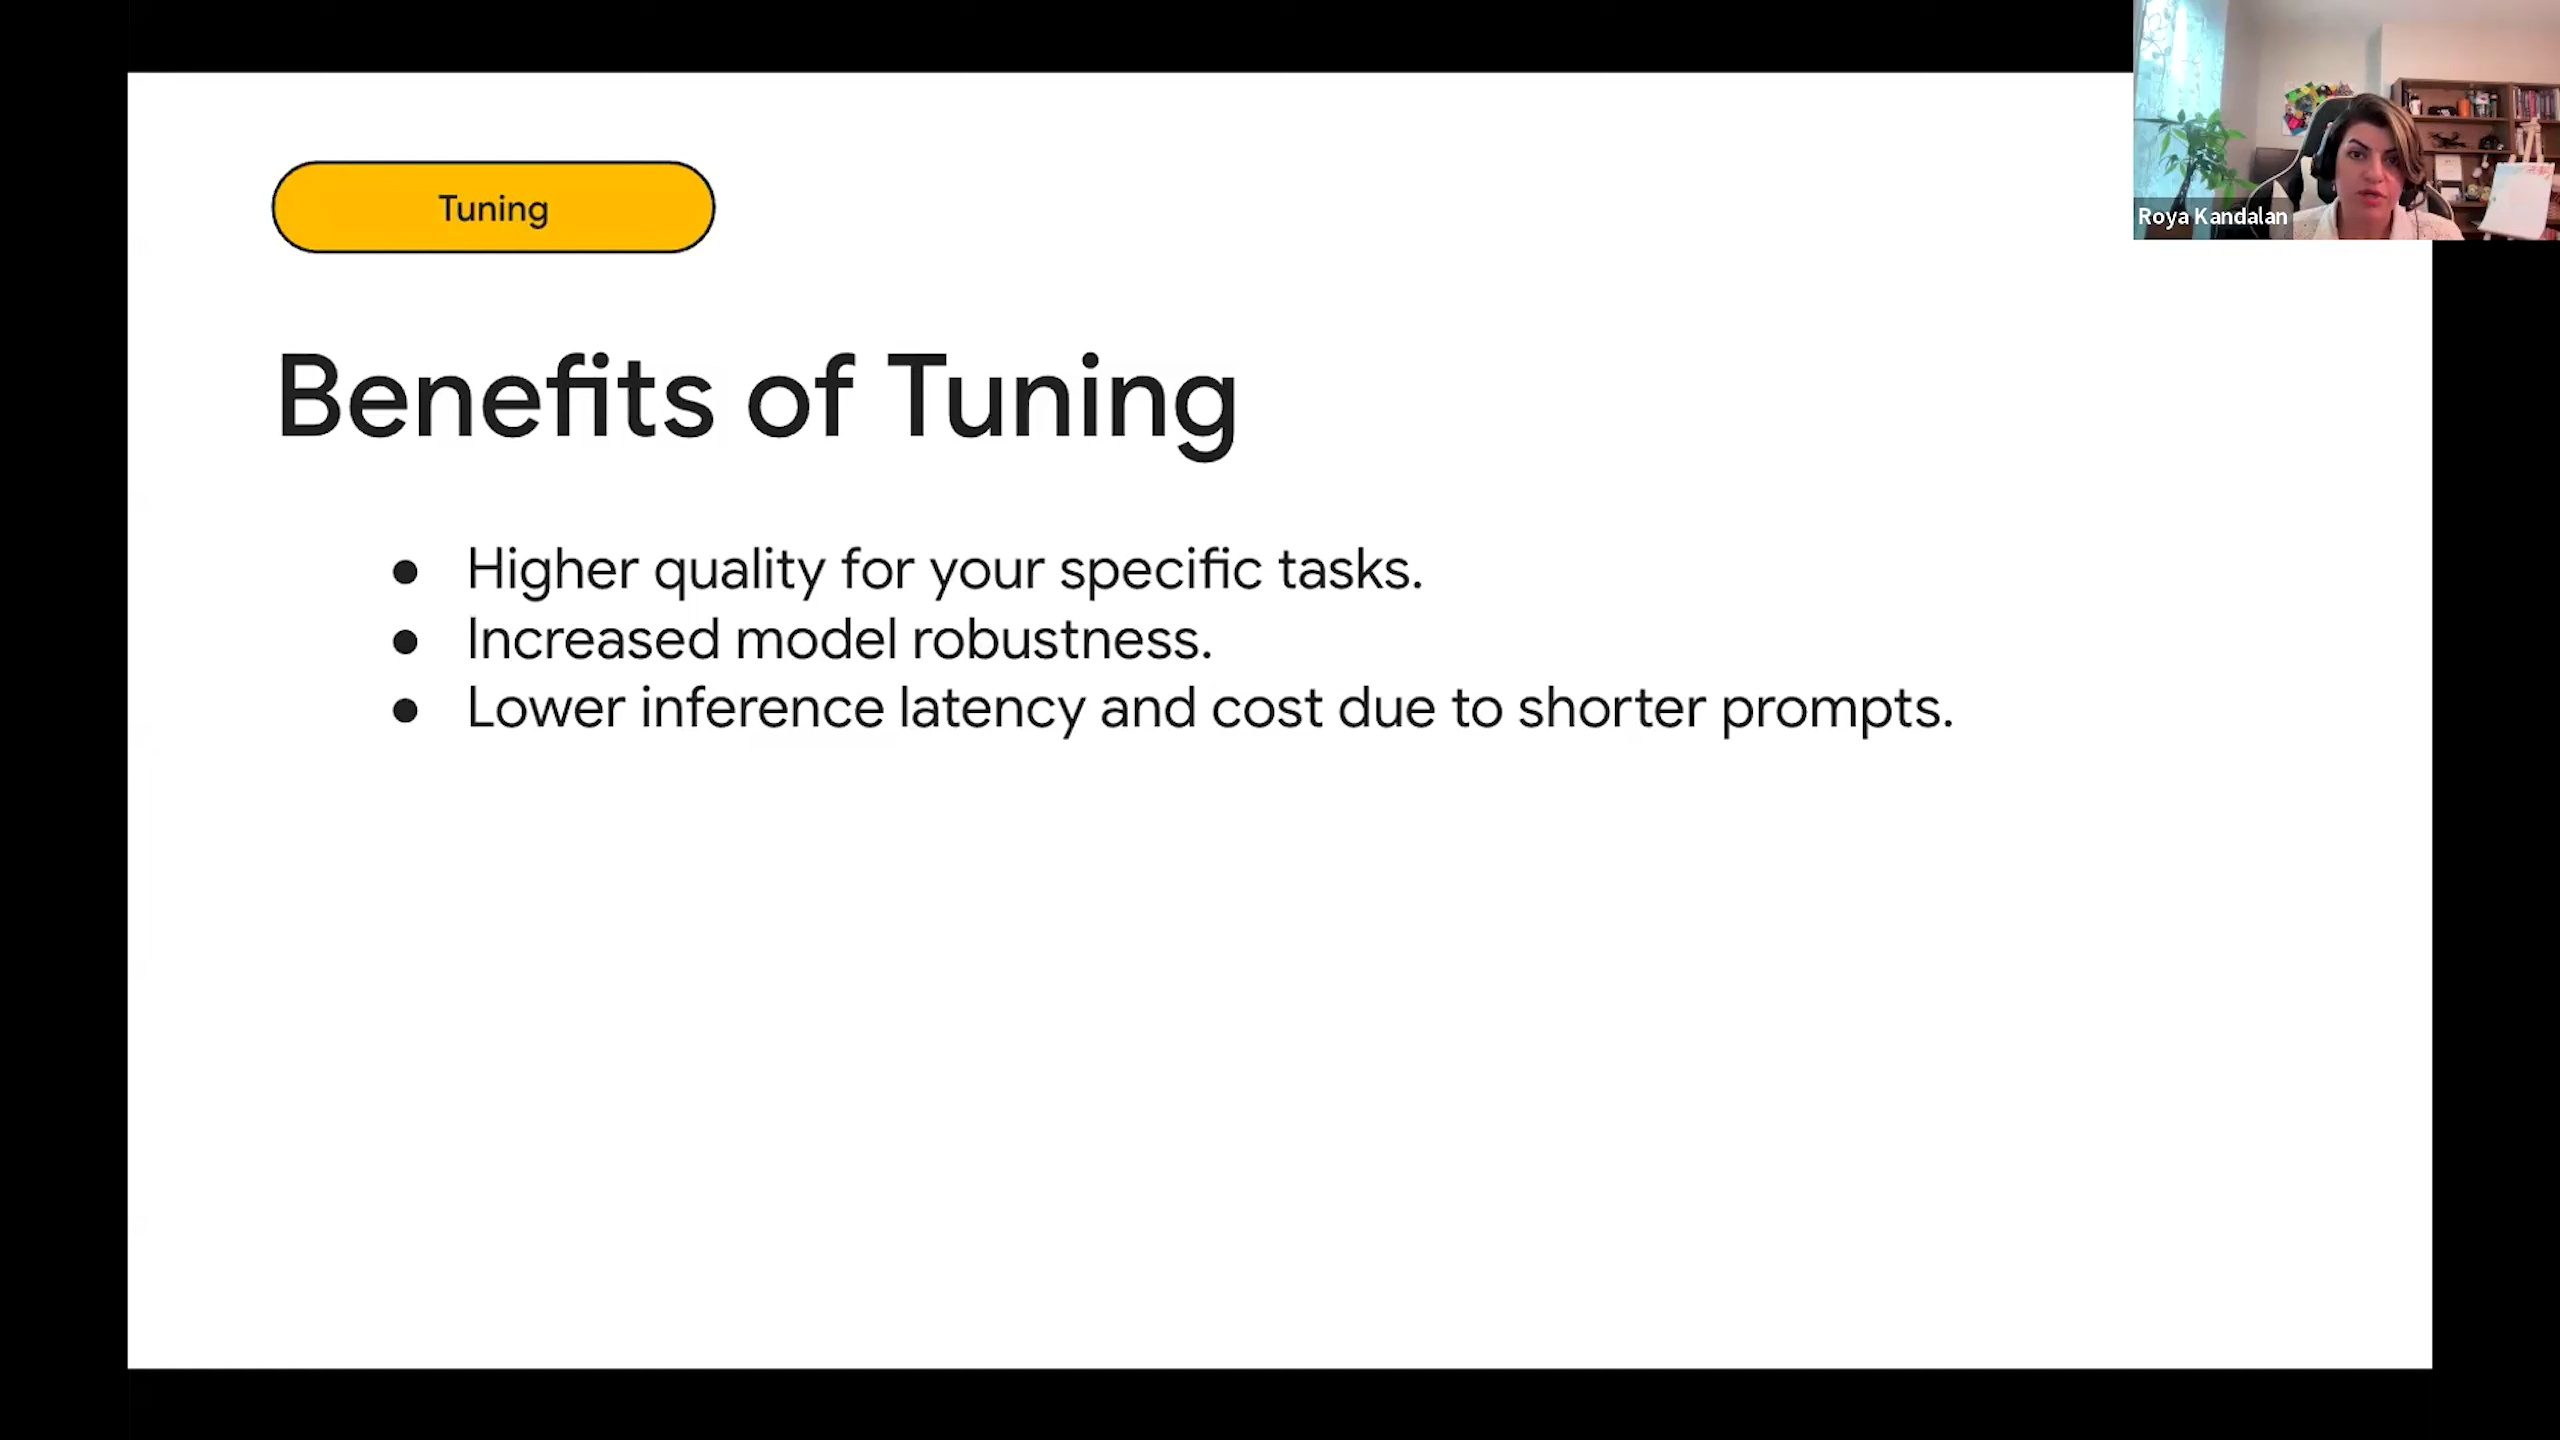 Tuning
Roya Kandalan
Benefits of Tuning
● Higher quality for your specific tasks.
● Increased model robustness.
● Lower inference latency and cost due to shorter prompts.